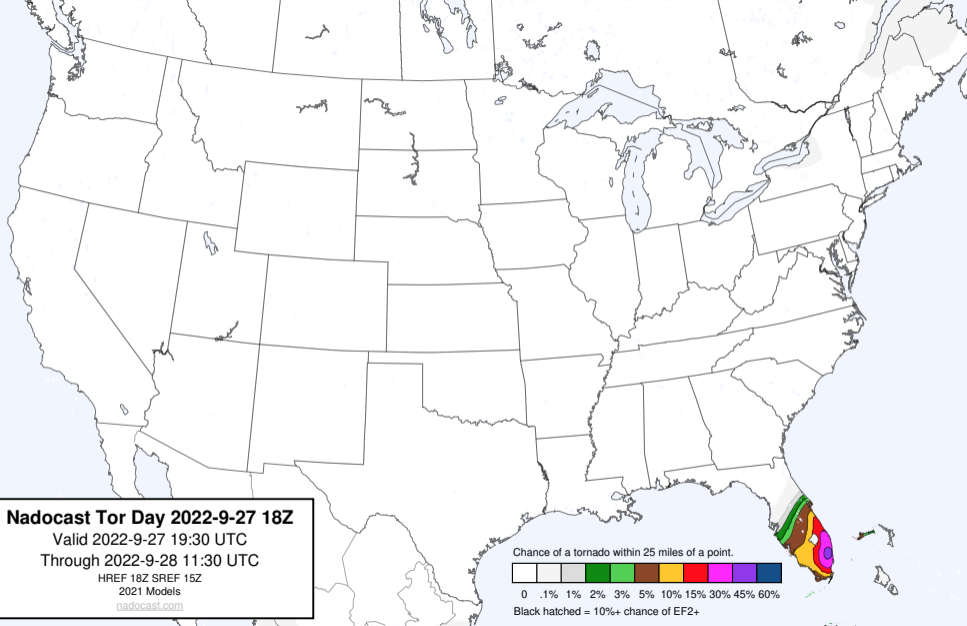 Nadocast Tor Day 2022-9-27 18Z
Valid 2022-9-27 19:30 UTC
Through 2022-9-28 11:30 UTC
HREF 18Z SREF 15Z
2021 Models
nadocast.com
Chance of a tornado within 25 miles of a point.
0 .1% 1% 2% 3% 5% 10% 15% 30% 45% 60%
Black hatched = 10%+ chance of EF2+